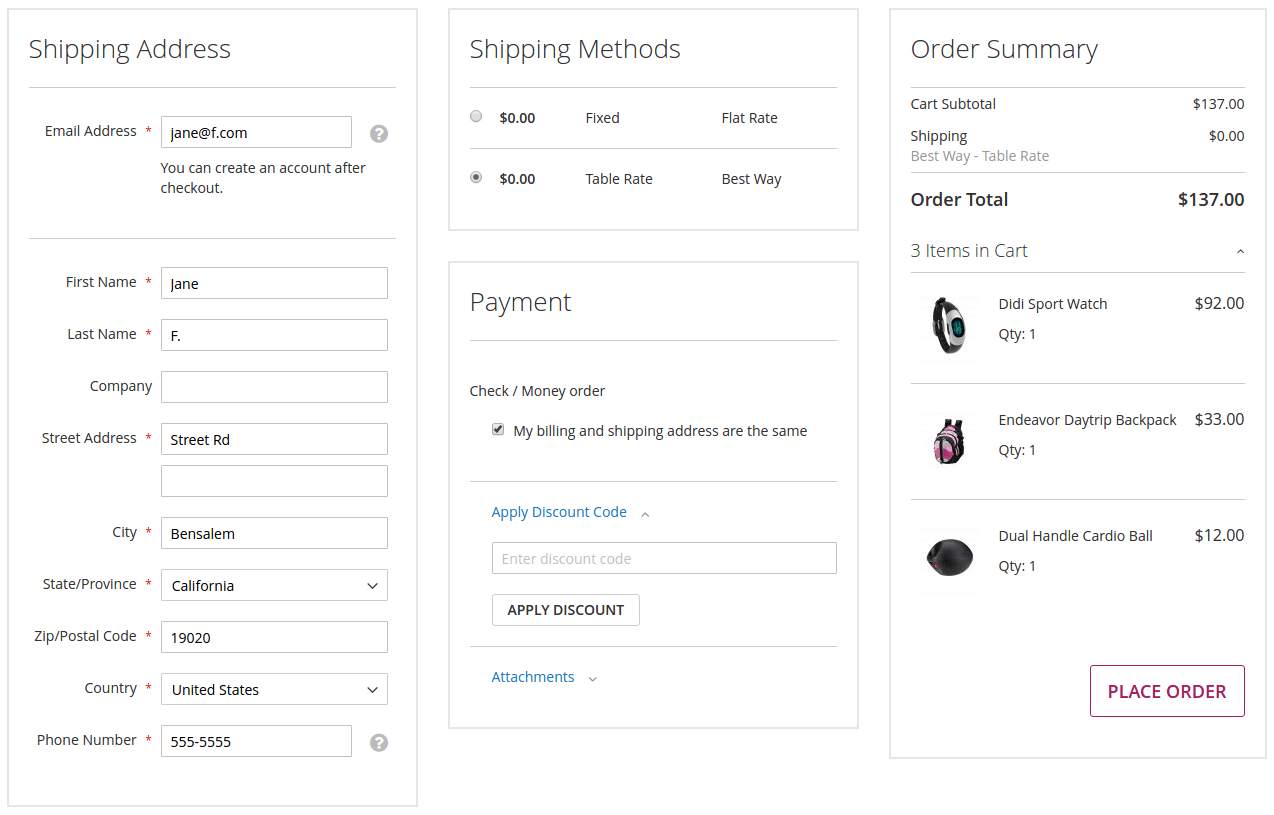 Shipping Address
Email Address * jane@f.com ?
You can create an account after
checkout.
First Name * Jane
Last Name * F.
Company
Street Address * Street Rd
City * Bensalem
State/Province * California
Zip/Postal Code * 19020
Country * United States
Phone Number * 555-5555 ?
Shipping Methods
$0.00 Fixed Flat Rate
$0.00 Table Rate Best Way
Payment
Check / Money order
My billing and shipping address are the same
Apply Discount Code
Enter discount code
APPLY DISCOUNT
Attachments
Order Summary
Cart Subtotal $137.00
Shipping $0.00
Best Way - Table Rate
Order Total $137.00
3 Items in Cart
Didi Sport Watch $92.00
Qty: 1
Endeavor Daytrip Backpack $33.00
Qty: 1
Dual Handle Cardio Ball $12.00
Qty: 1
PLACE ORDER